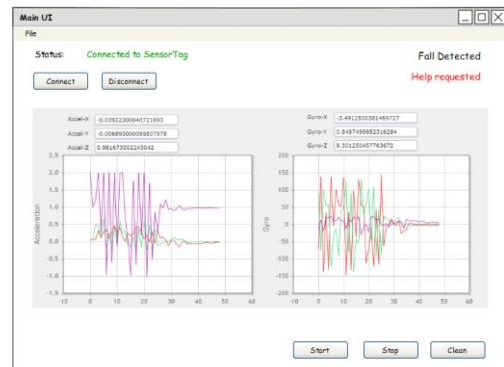 Main UI
File
Status: Connected to SensorTag
Fall Detected
Connect Disconnect
Help requested
Accel-X -0.03922300040721893
Accel-Y -0.006893000099807978
Accel-Z 0.981673002243042
Gyro-X -3.4912500381469727
Gyro-Y 0.8487499952316284
Gyro-Z 9.301250457763672
Acceleration
2.5
2.0
1.5
1.0
0.5
0.0
-0.5
-1.0
-1.5
-10 0 10 20 30 40 50 60
Gyro
200
150
100
50
0
-50
-100
-150
-200
-10 0 10 20 30 40 50 60
Start Stop Clean